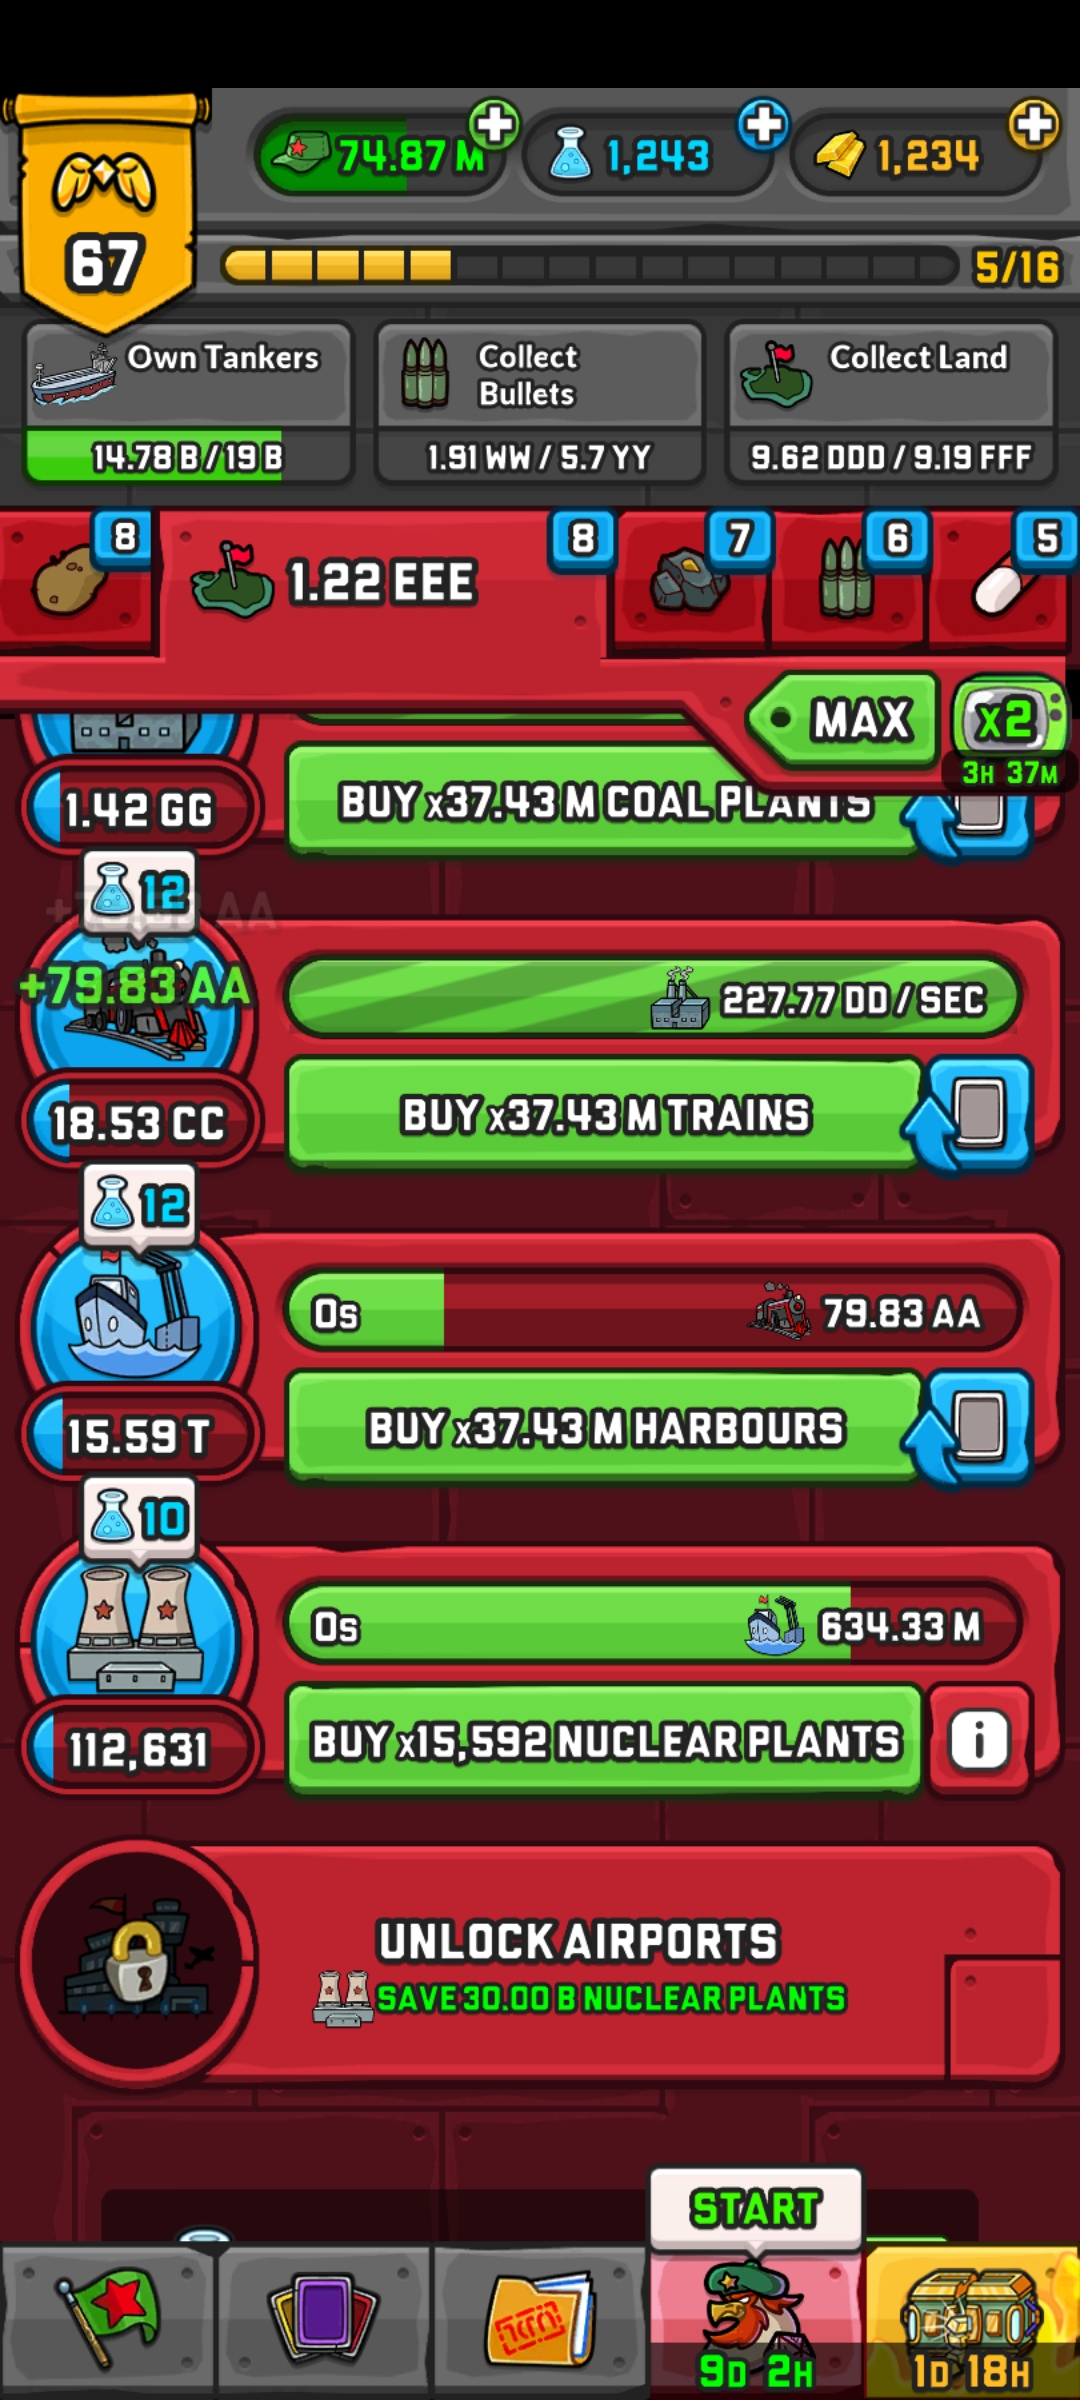 74.87 M
1,243
1,234
67
5/16
Own Tankers
14.78 B / 19 B
Collect
Bullets
1.91 WW / 5.7 YY
Collect Land
9.62 DDD / 9.19 FFF
8
1.22 EEE
8
7
6
5
MAX
x2
3H 37M
1.42 GG
BUY x37.43 M COAL PLANTS
12
+79.83 AA
227.77 DD / SEC
18.53 CC
BUY x37.43 M TRAINS
12
0s
79.83 AA
15.59 T
BUY x37.43 M HARBOURS
10
0s
634.33 M
112,631
BUY x15,592 NUCLEAR PLANTS
i
UNLOCK AIRPORTS
SAVE 30.00 B NUCLEAR PLANTS
START
9D 2H
1D 18H